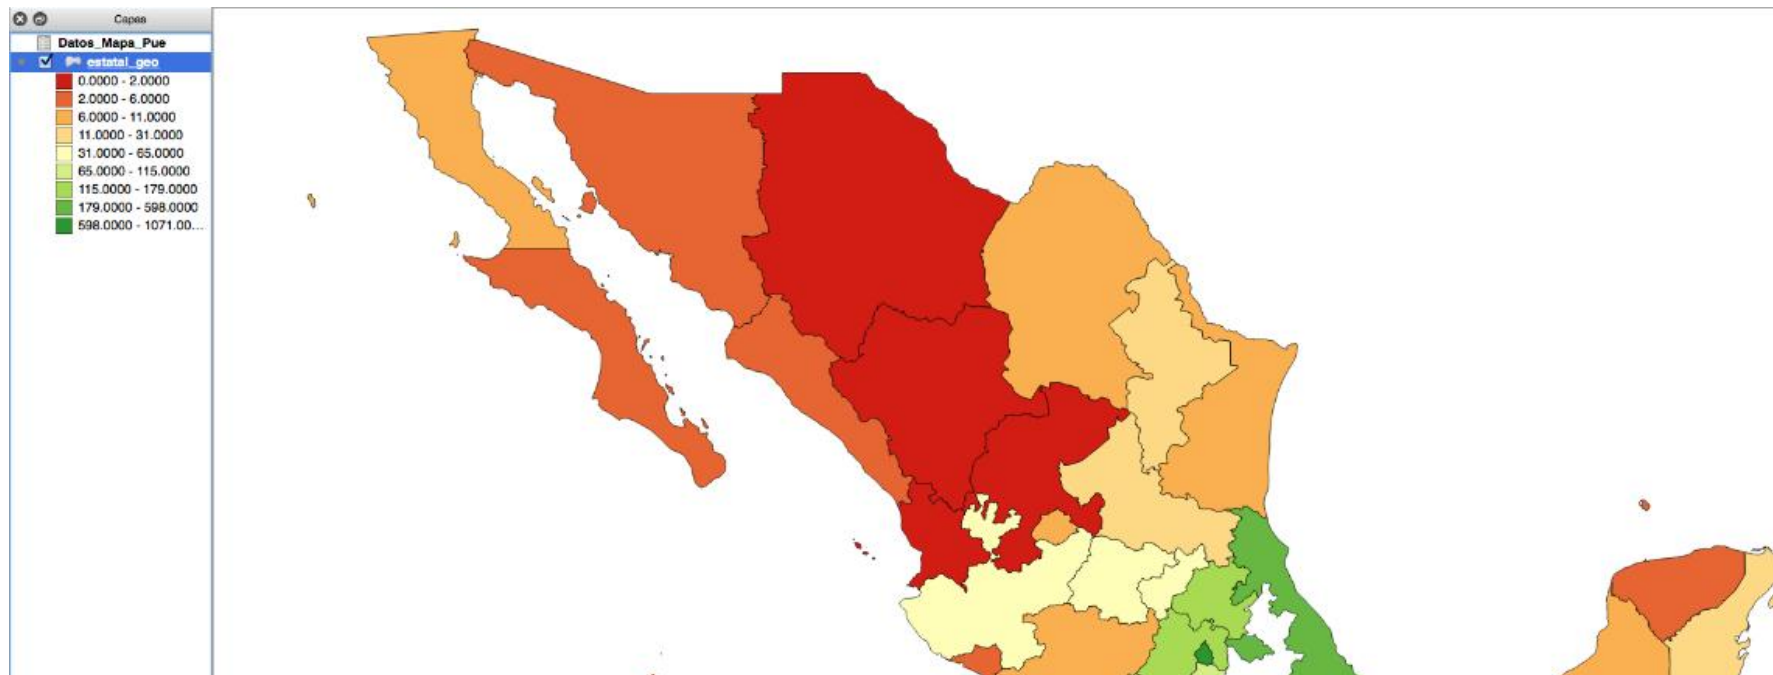 Capas
Datos_Mapa_Pue
estatal_geo
0.0000 - 2.0000
2.0000 - 6.0000
6.0000 - 11.0000
11.0000 - 31.0000
31.0000 - 65.0000
65.0000 - 115.0000
115.0000 - 179.0000
179.0000 - 598.0000
598.0000 - 1071.00...